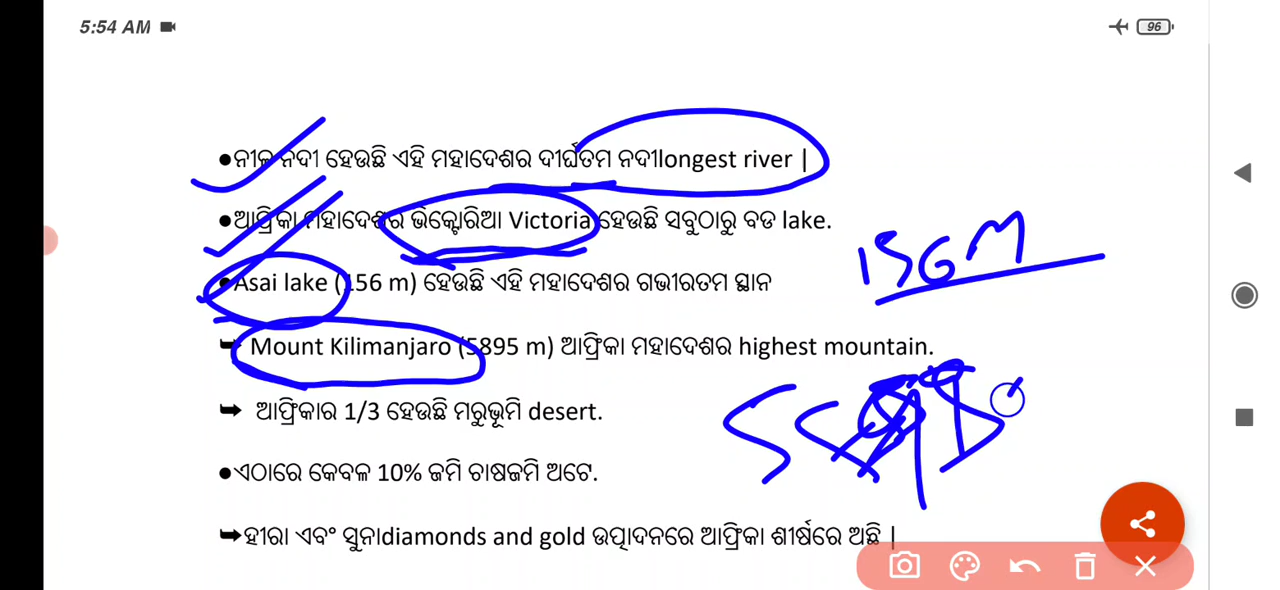 5:54 AM
96
●ନୀଳ ନଦୀ ହେଉଛି ଏହି ମହାଦେଶର ଦୀର୍ଘତମ ନଦୀlongest river |
●ଆଫ୍ରିକା ମହାଦେଶର ଭିକ୍ଟୋରିଆ Victoria ହେଉଛି ସବୁଠାରୁ ବଡ lake.
●Asai lake (156 m) ହେଉଛି ଏହି ମହାଦେଶର ଗଭୀରତମ ସ୍ଥାନ
156 M
➥ Mount Kilimanjaro (5895 m) ଆଫ୍ରିକା ମହାଦେଶର highest mountain.
➥ ଆଫ୍ରିକାର 1/3 ହେଉଛି ମରୁଭୂମି desert.
●ଏଠାରେ କେବଳ 10% ଜମି ଚାଷଜମି ଅଟେ.
➥ହୀରା ଏବଂ ସୁନାdiamonds and gold ଉତ୍ପାଦନରେ ଆଫ୍ରିକା ଶୀର୍ଷରେ ଅଛି |